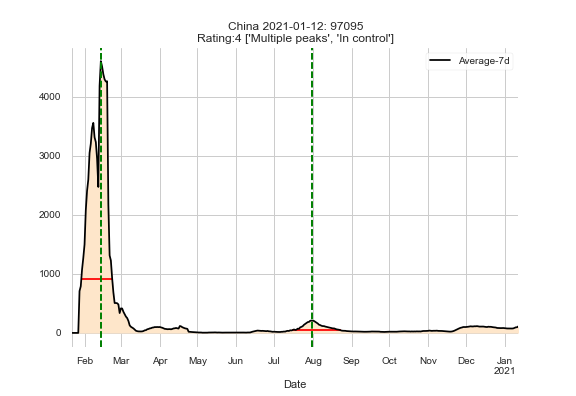 China 2021-01-12: 97095
Rating:4 ['Multiple peaks', 'In control']
Average-7d
4000
3000
2000
1000
0
Feb Mar Apr May Jun Jul Aug Sep Oct Nov Dec Jan
2021
Date